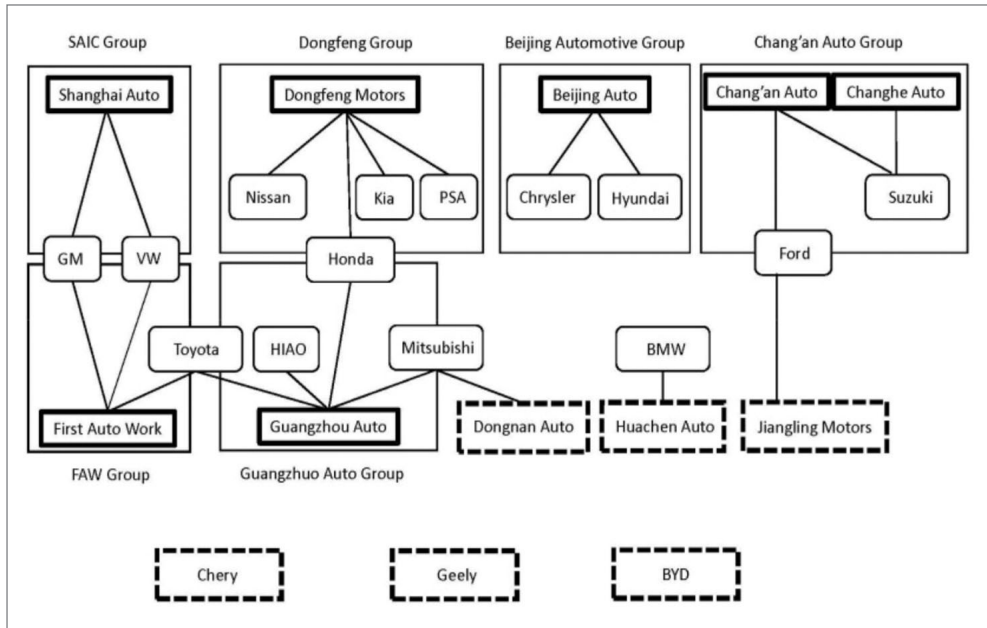 SAIC Group
Dongfeng Group
Beijing Automotive Group
Chang'an Auto Group
Shanghai Auto
Dongfeng Motors
Beijing Auto
Chang'an Auto
Changhe Auto
Nissan
Kia
PSA
Chrysler
Hyundai
Suzuki
GM
VW
Honda
Ford
Toyota
HIAO
Mitsubishi
BMW
First Auto Work
Guangzhou Auto
Dongnan Auto
Huachen Auto
Jiangling Motors
FAW Group
Guangzhuo Auto Group
Chery
Geely
BYD